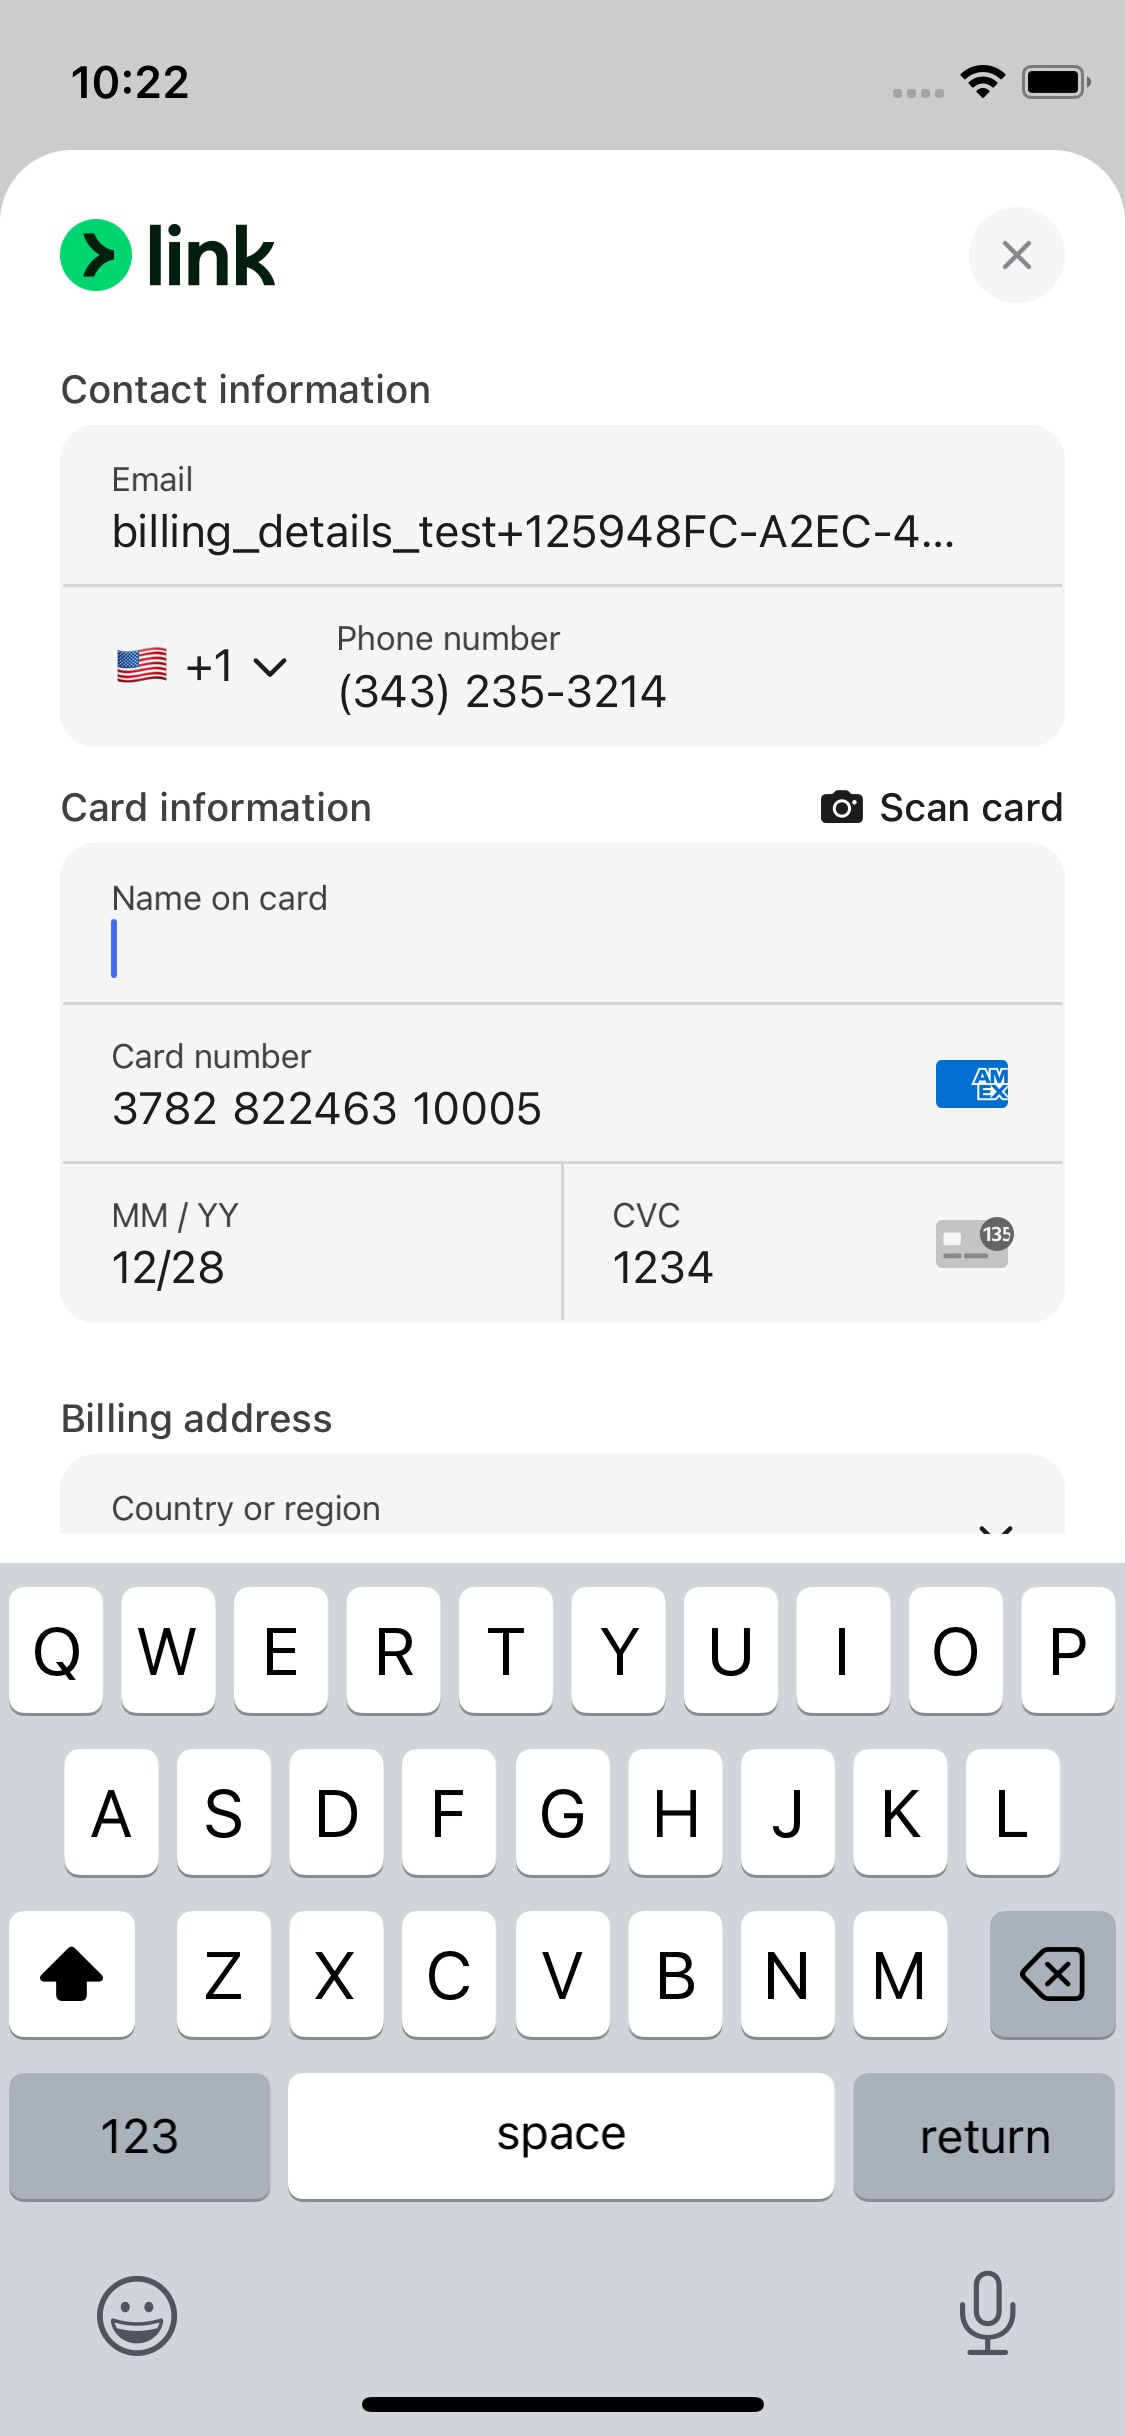 10:22
link
Contact information
Email
billing_details_test+125948FC-A2EC-4...
+1
Phone number
(343) 235-3214
Card information
Scan card
Name on card
Card number
3782 822463 10005
AM
EX
MM / YY
12/28
CVC
1234
135
Billing address
Country or region
Q W E R T Y U I O P
A S D F G H J K L
Z X C V B N M
123 space return